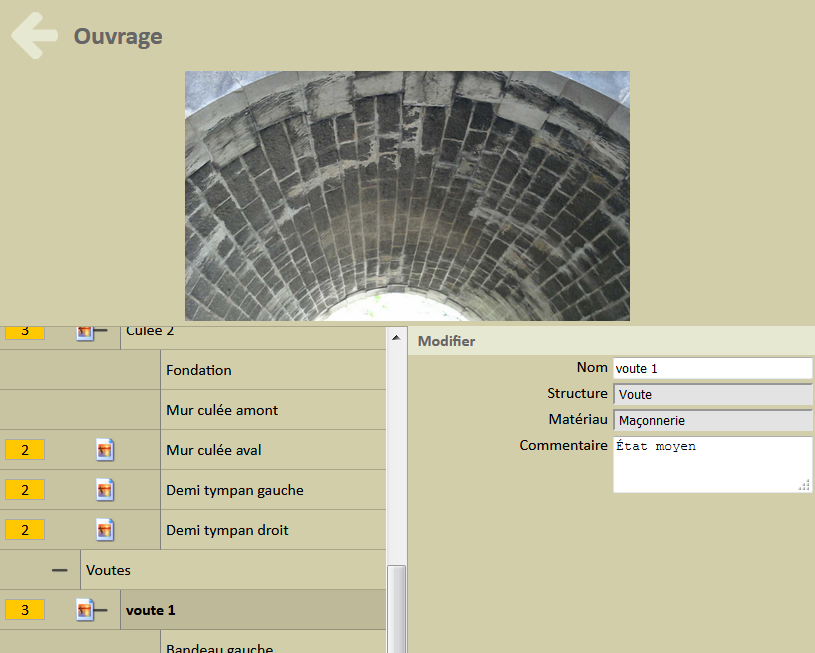 Ouvrage
3 Culée 2
Fondation
Mur culée amont
2 Mur culée aval
2 Demi tympan gauche
2 Demi tympan droit
Voutes
3 voute 1
Bandeau gauche
Modifier
Nom voute 1
Structure Voute
Matériau Maçonnerie
Commentaire État moyen